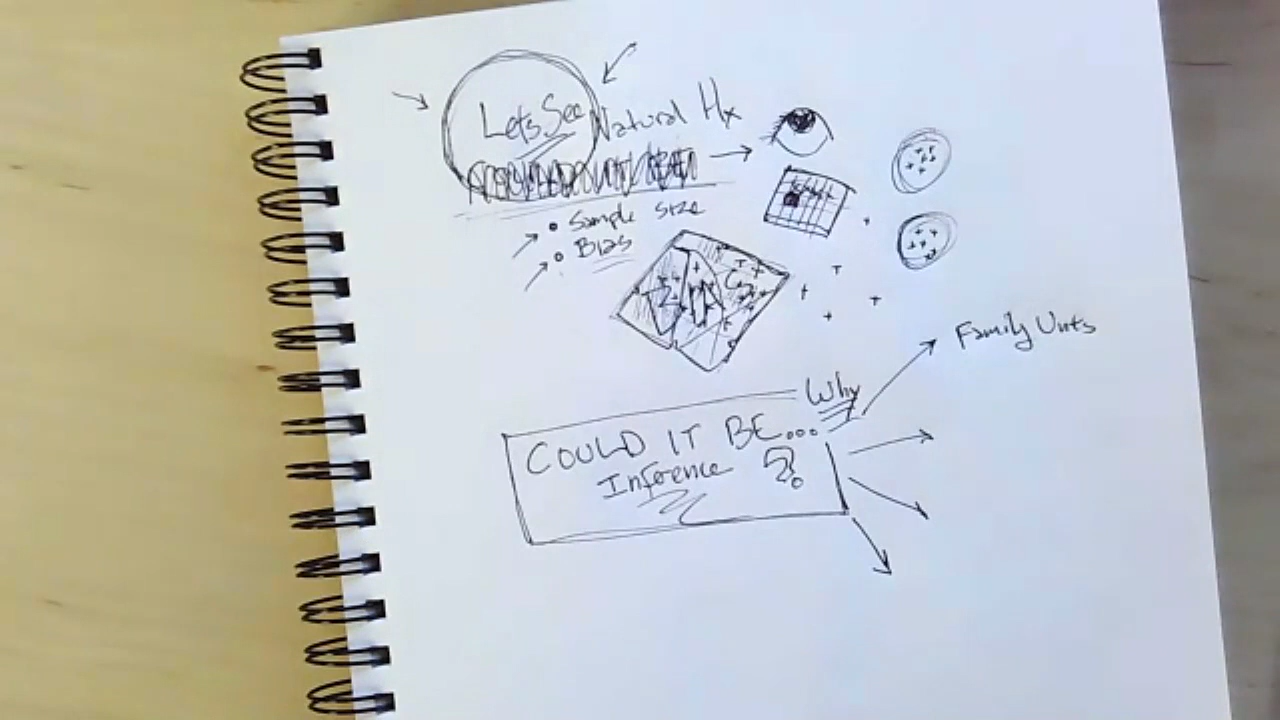 Lets See
Natural Hx
Sample size
Bias
Family Units
Why
COULD IT BE...
Inference ?